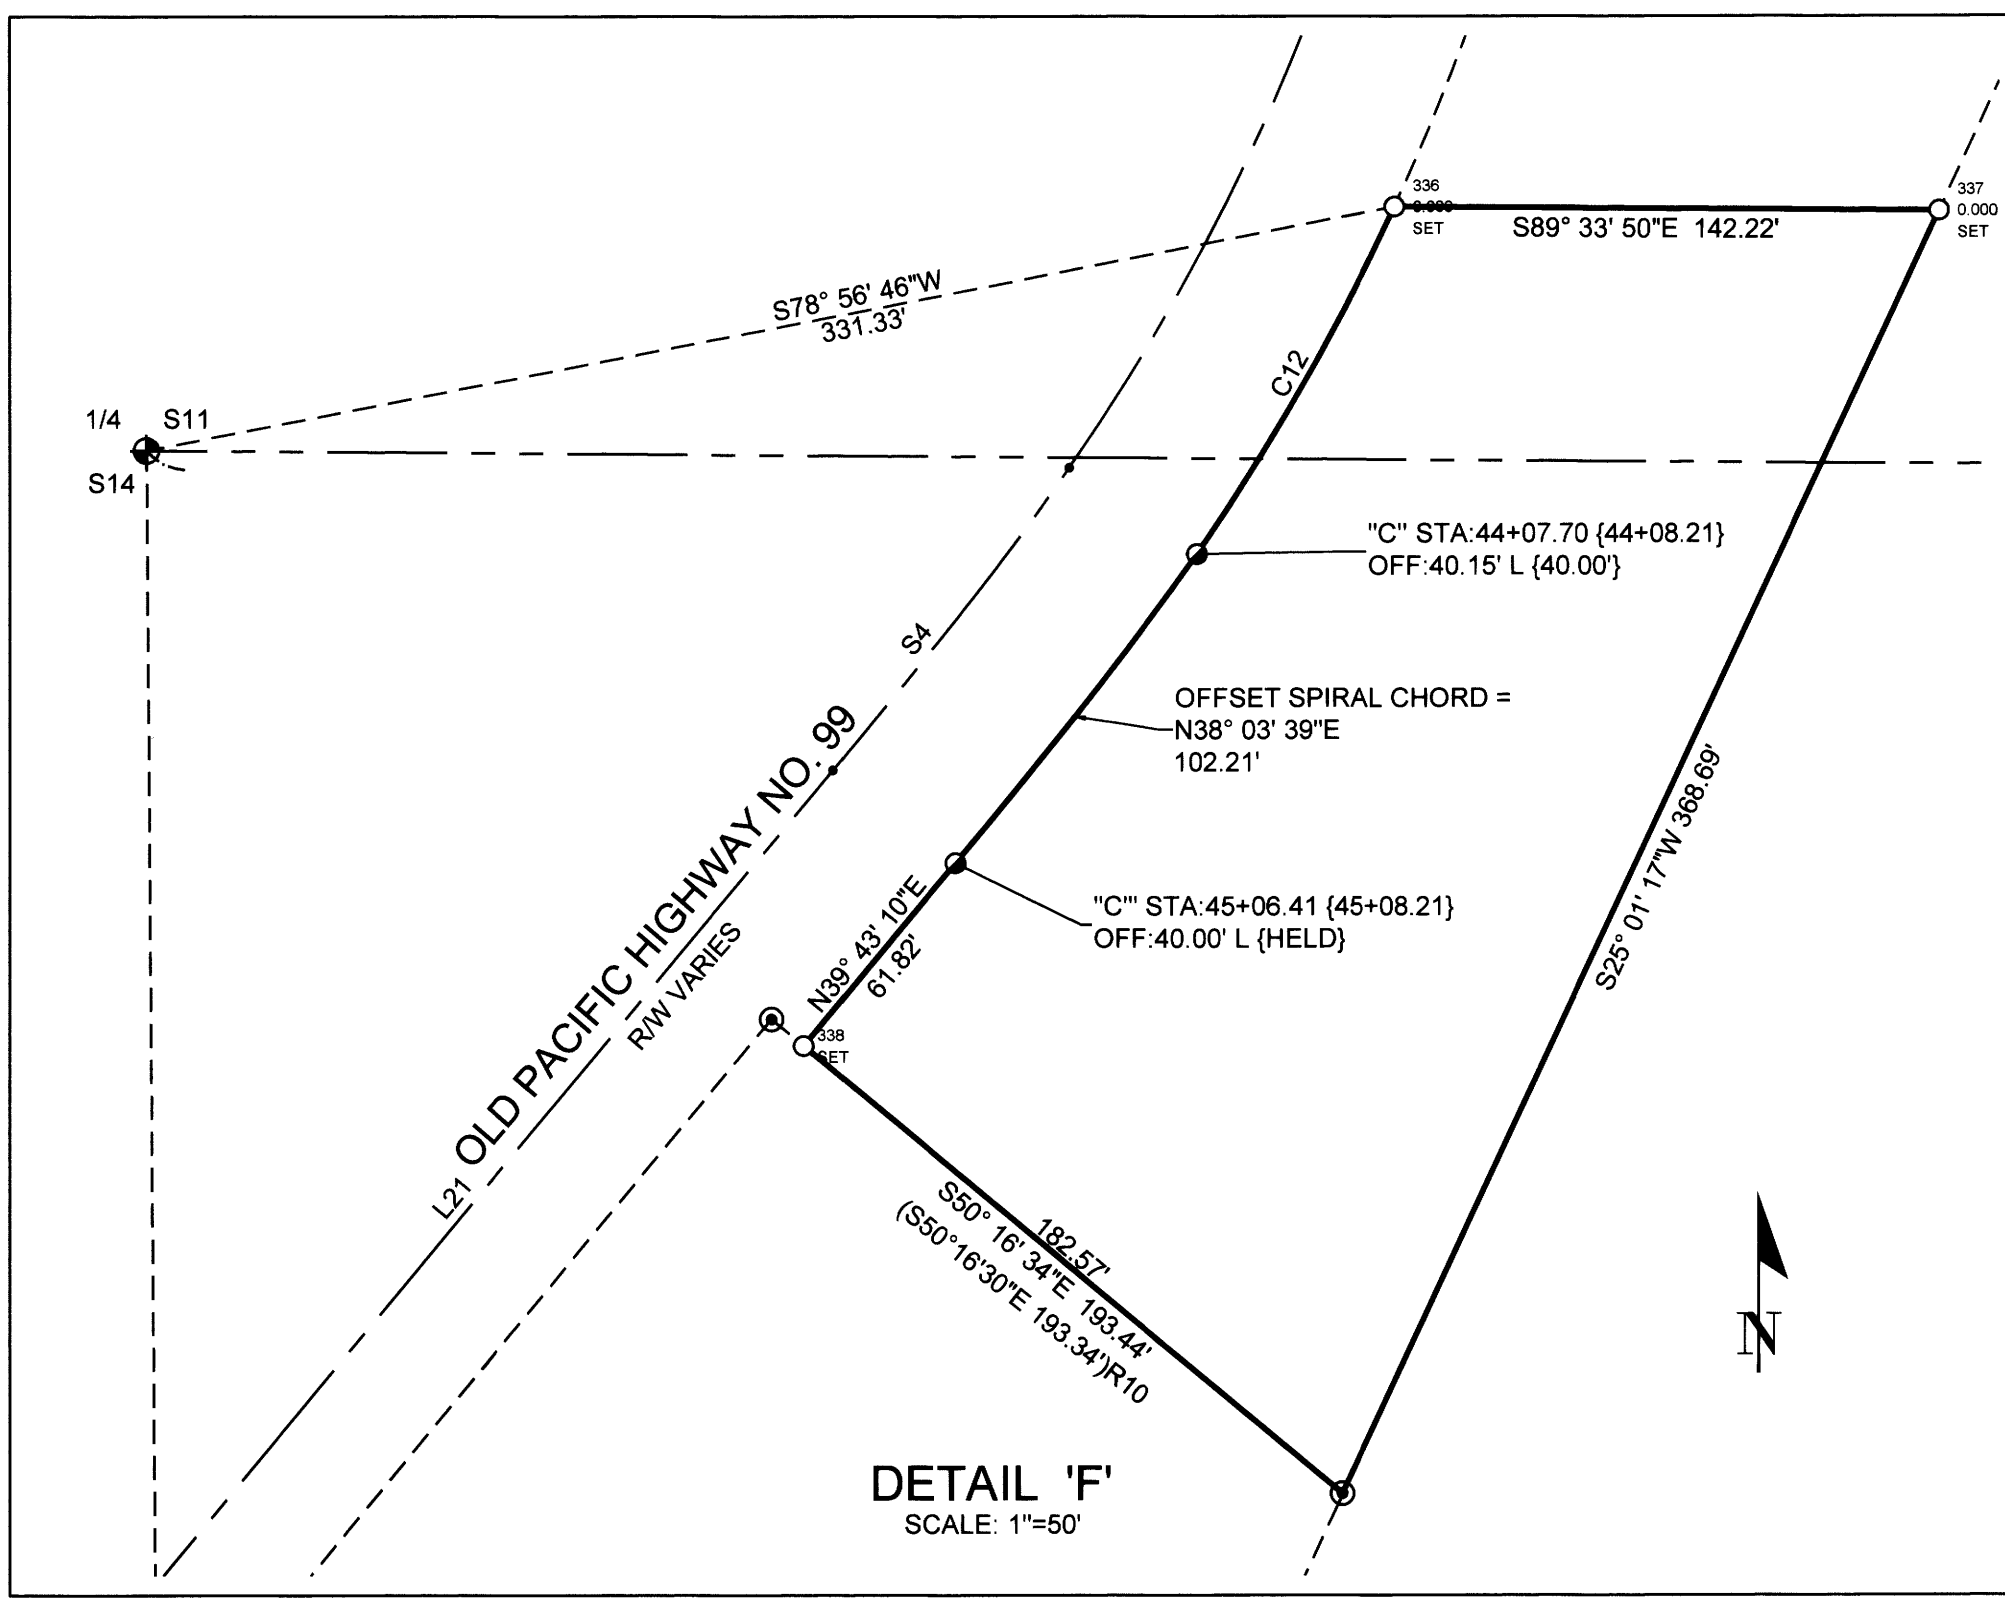 336
0.000
SET
337
0.000
SET
S89° 33' 50"E 142.22'
S78° 56' 46"W
331.33'
C12
1/4 S11
S14
"C" STA:44+07.70 {44+08.21}
OFF:40.15' L {40.00'}
S4
OFFSET SPIRAL CHORD =
N38° 03' 39"E
102.21'
OLD PACIFIC HIGHWAY NO. 99
R/W VARIES
S25° 01' 17"W 368.69'
"C'" STA:45+06.41 {45+08.21}
OFF:40.00' L {HELD}
N39° 43' 10"E
61.82'
338
SET
L21
182.57'
S50° 16' 34"E 193.44'
(S50°16'30"E 193.34')R10
N
DETAIL 'F'
SCALE: 1"=50'